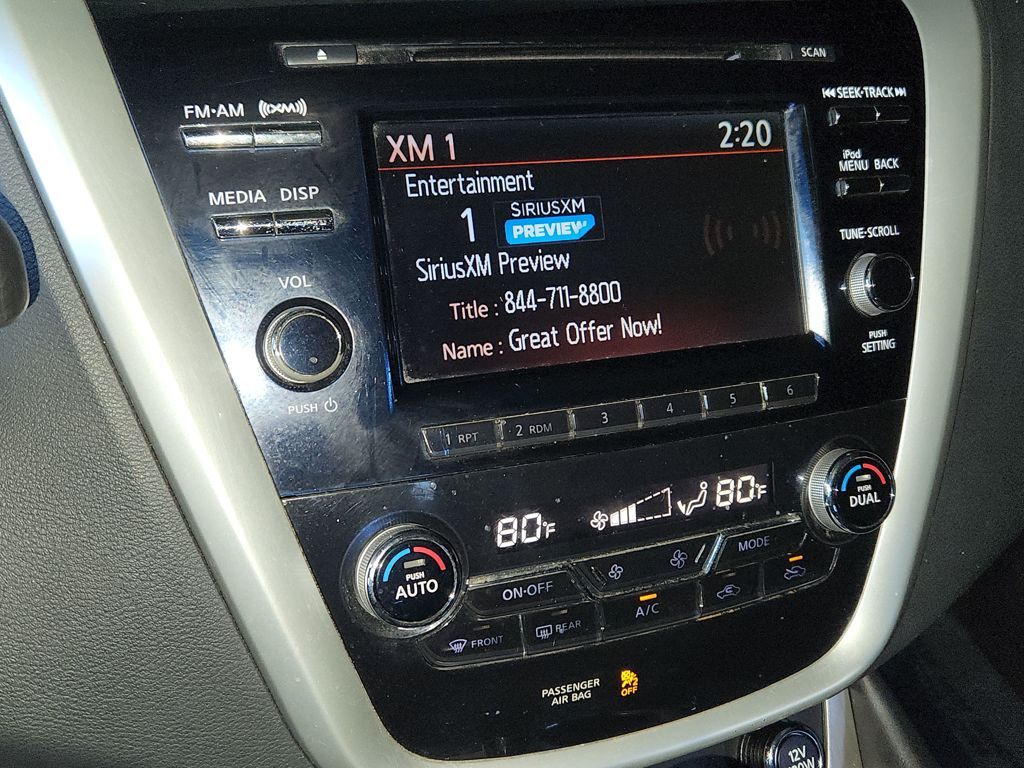 SCAN
FM·AM
((XM))
SEEK·TRACK
XM 1
2:20
iPod
MENU
BACK
Entertainment
MEDIA
DISP
1
SIRIUSXM
PREVIEW
TUNE·SCROLL
SiriusXM Preview
VOL
Title : 844-711-8800
Name : Great Offer Now!
PUSH
SETTING
PUSH
1 RPT
2 RDM
3
4
5
6
80°F
80°F
PUSH
DUAL
PUSH
AUTO
ON·OFF
MODE
A/C
FRONT
REAR
PASSENGER
AIR BAG
2
OFF
12V